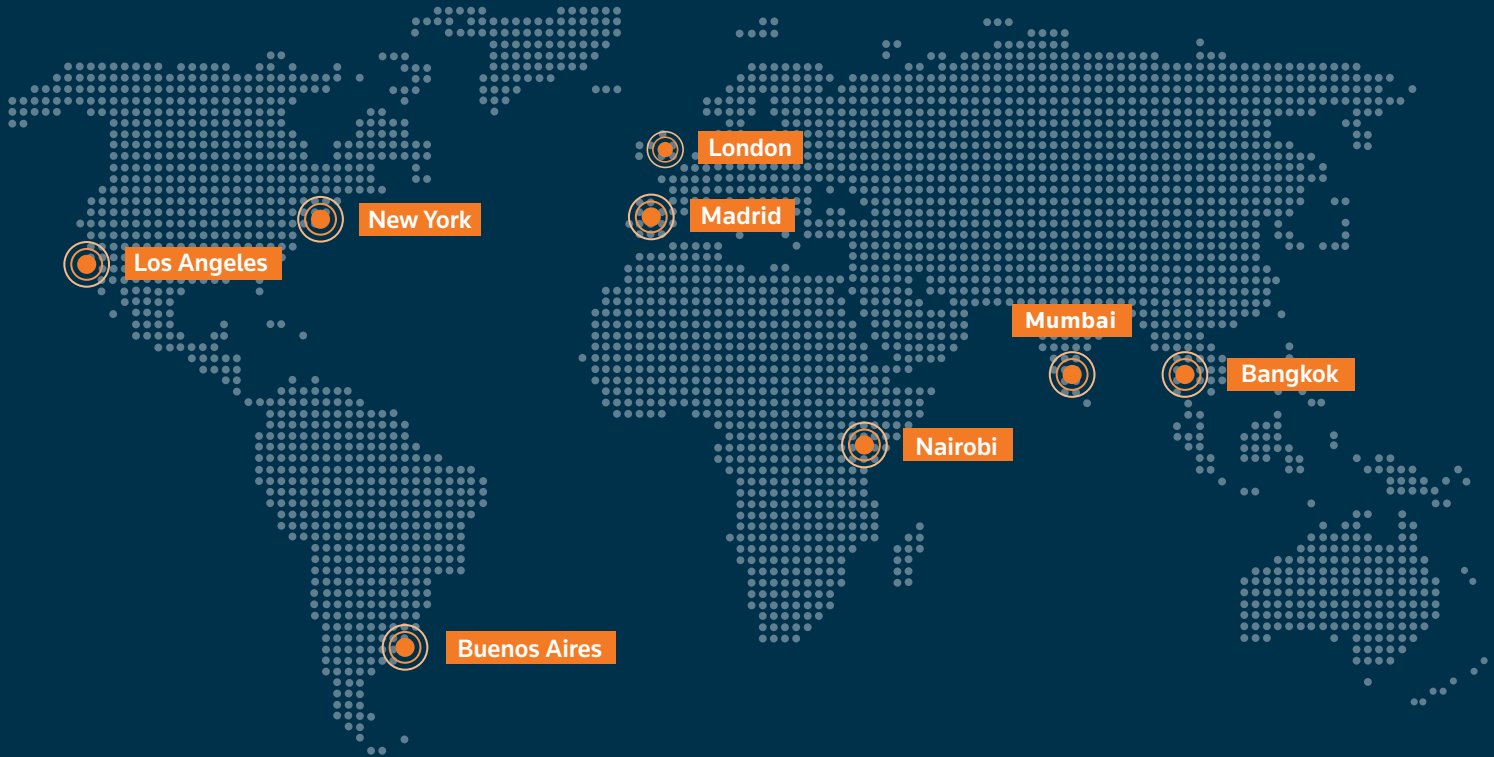 London
Madrid
New York
Los Angeles
Mumbai
Bangkok
Nairobi
Buenos Aires